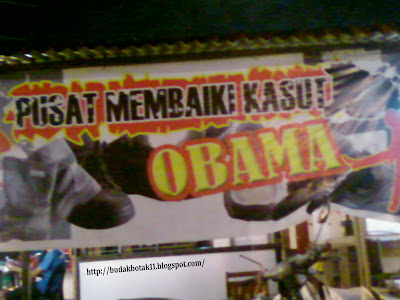 PUSAT MEMBAIKI KASUT
OBAMA
http://budakbotak11.blogspot.com/